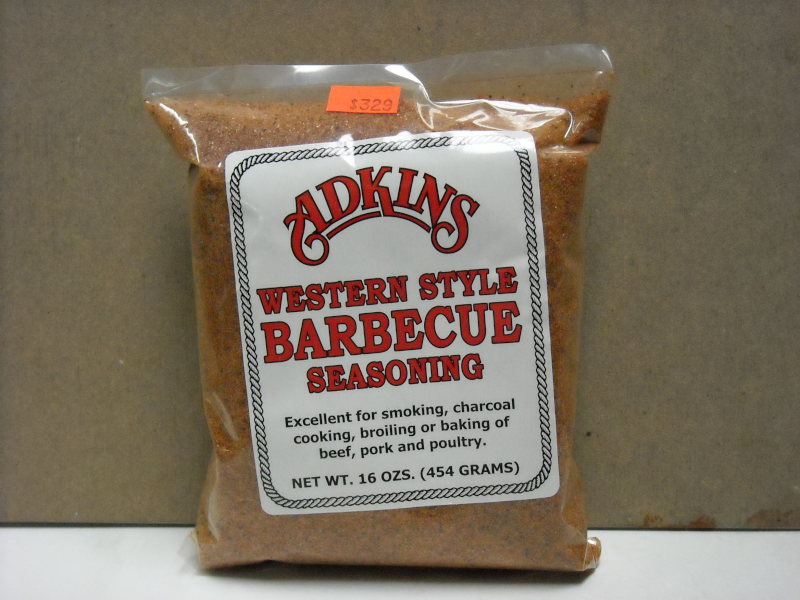 $329
ADKINS
WESTERN STYLE
BARBECUE
SEASONING
Excellent for smoking, charcoal
cooking, broiling or baking of
beef, pork and poultry.
NET WT. 16 OZS. (454 GRAMS)